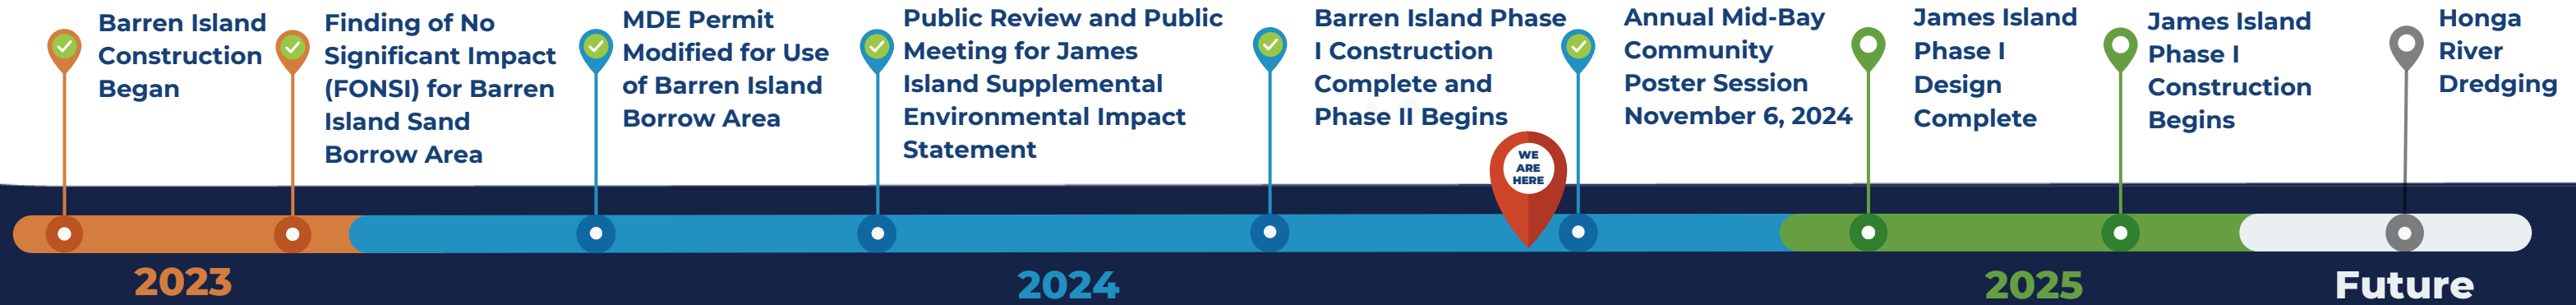 Barren Island
Construction
Began
Finding of No
Significant Impact
(FONSI) for Barren
Island Sand
Borrow Area
MDE Permit
Modified for Use
of Barren Island
Borrow Area
Public Review and Public
Meeting for James
Island Supplemental
Environmental Impact
Statement
Barren Island Phase
I Construction
Complete and
Phase II Begins
WE
ARE
HERE
Annual Mid-Bay
Community
Poster Session
November 6, 2024
James Island
Phase I
Design
Complete
James Island
Phase I
Construction
Begins
Honga
River
Dredging
2023
2024
2025
Future